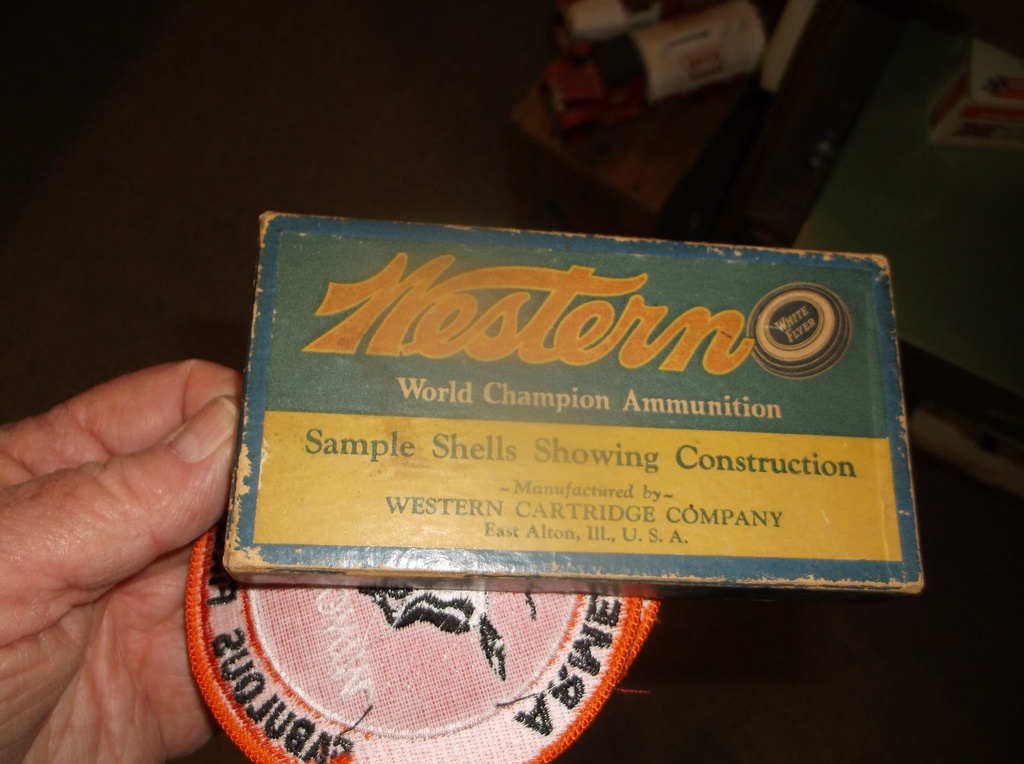 Western
WHITE
FLYER
World Champion Ammunition
Sample Shells Showing Construction
~Manufactured by~
WESTERN CARTRIDGE COMPANY
East Alton, Ill., U. S. A.